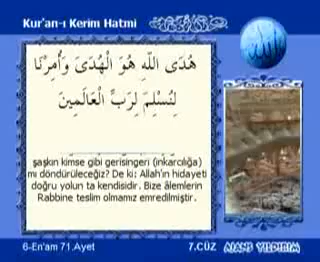 Kur'an-ı Kerim Hatmi
هُدَى اللَّهِ هُوَ الْهُدَى وَأُمِرْنَا
لِنُسْلِمَ لِرَبِّ الْعَالَمِينَ
şaşkın kimse gibi gerisingeri (inkarcılığa)
mı döndürüleceğiz? De ki: Allah'ın hidayeti
doğru yolun ta kendisidir. Bize âlemlerin
Rabbine teslim olmamız emredilmiştir.
6-En'am 71.Ayet
7.CÜZ